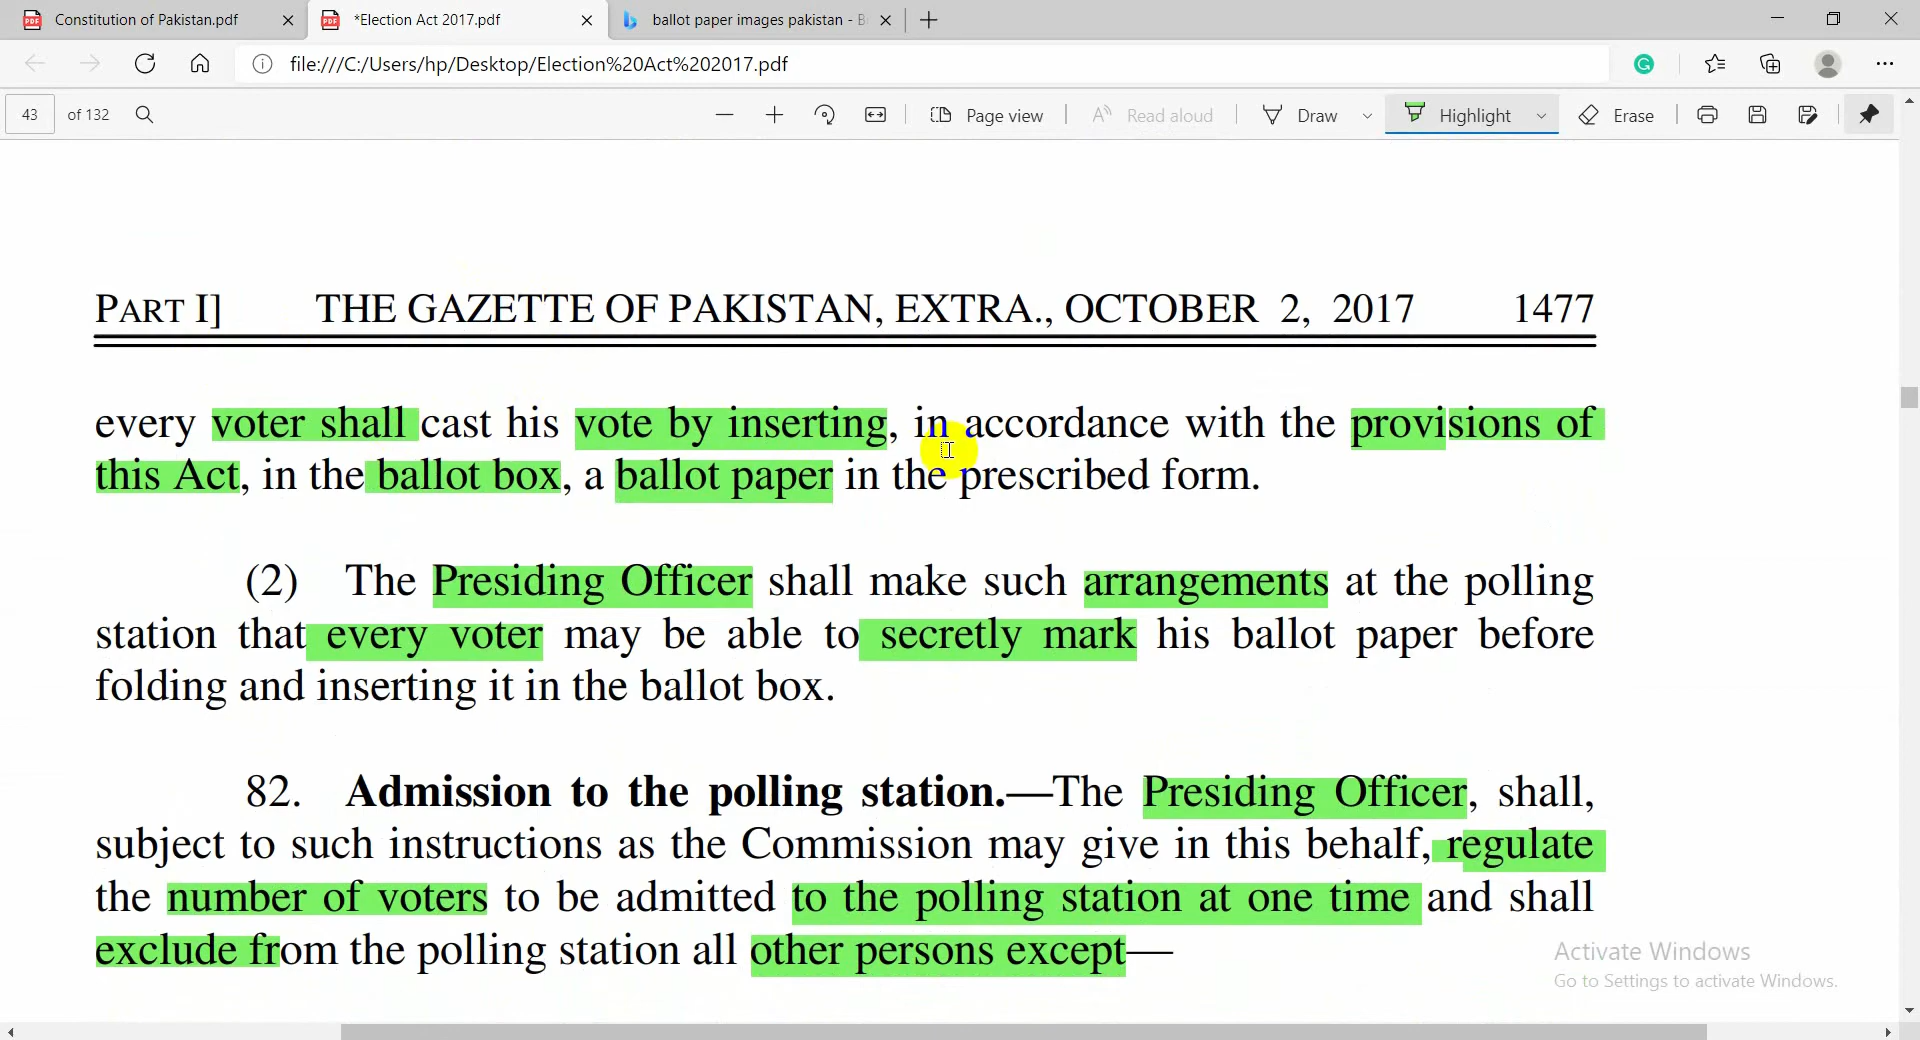 Constitution of Pakistan.pdf
*Election Act 2017.pdf
ballot paper images pakistan - B
file:///C:/Users/hp/Desktop/Election%20Act%202017.pdf
43 of 132
Page view
Read aloud
Draw
Highlight
Erase
PART I] THE GAZETTE OF PAKISTAN, EXTRA., OCTOBER 2, 2017 1477
every voter shall cast his vote by inserting, in accordance with the provisions of
this Act, in the ballot box, a ballot paper in the prescribed form.
(2) The Presiding Officer shall make such arrangements at the polling
station that every voter may be able to secretly mark his ballot paper before
folding and inserting it in the ballot box.
82. Admission to the polling station.—The Presiding Officer, shall,
subject to such instructions as the Commission may give in this behalf, regulate
the number of voters to be admitted to the polling station at one time and shall
exclude from the polling station all other persons except—
Activate Windows
Go to Settings to activate Windows.